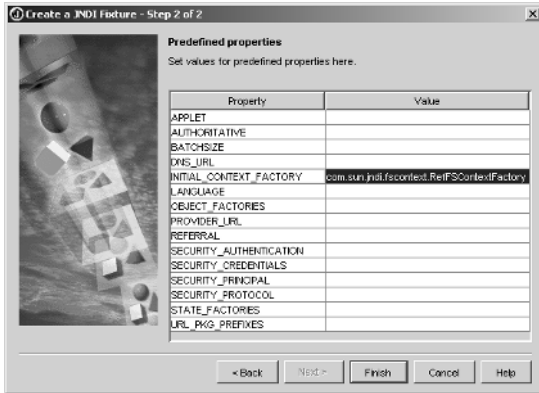 Create a JNDI Fixture - Step 2 of 2
Predefined properties
Set values for predefined properties here.
Property Value
APPLET
AUTHORITATIVE
BATCHSIZE
DNS_URL
INITIAL_CONTEXT_FACTORY com.sun.jndi.fscontext.RefFSContextFactory
LANGUAGE
OBJECT_FACTORIES
PROVIDER_URL
REFERRAL
SECURITY_AUTHENTICATION
SECURITY_CREDENTIALS
SECURITY_PRINCIPAL
SECURITY_PROTOCOL
STATE_FACTORIES
URL_PKG_PREFIXES
< Back Next > Finish Cancel Help